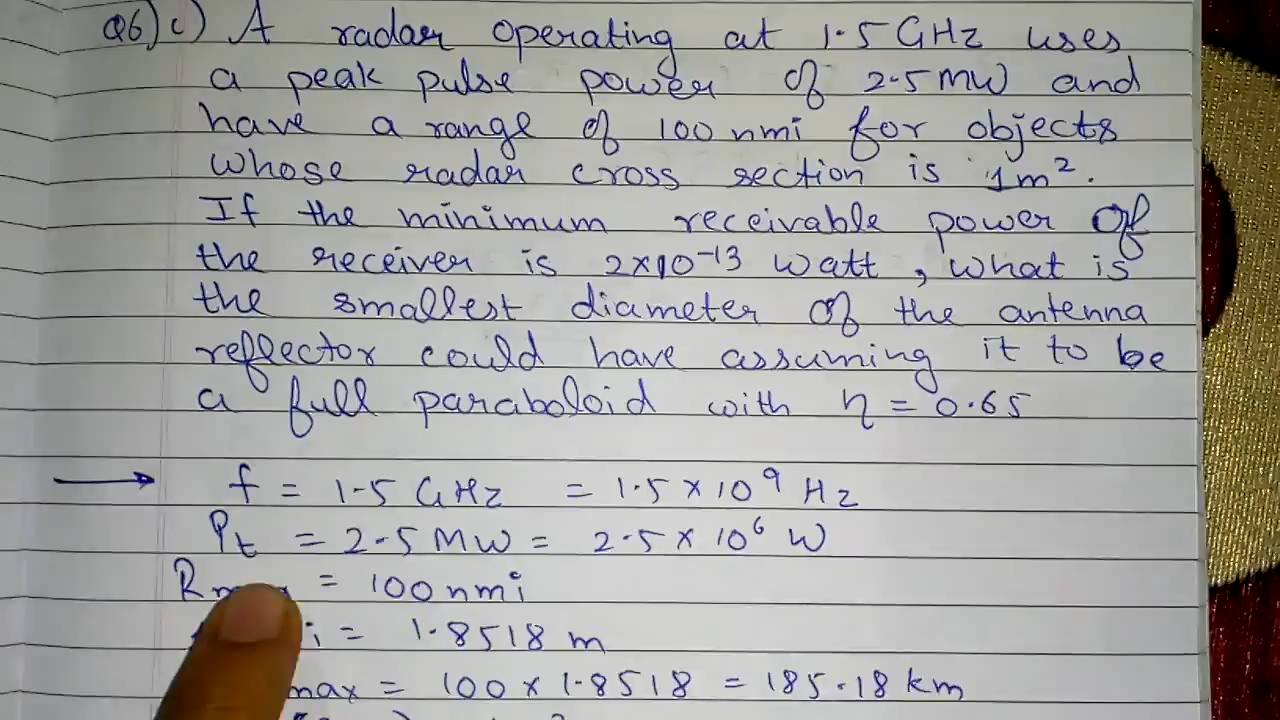 Q6) c) A radar operating at 1.5 GHz uses
a peak pulse power of 2.5 MW and
have a range of 100 nmi for objects
whose radar cross section is 1m².
If the minimum receivable power of
the receiver is 2×10⁻¹³ watt, what is
the smallest diameter of the antenna
reflector could have assuming it to be
a full paraboloid with η = 0.65
→ f = 1.5 GHz = 1.5 × 10⁹ Hz
Pt = 2.5 MW = 2.5 × 10⁶ W
= 100 nmi
= 1.8518 m
max = 100 × 1.8518 = 185.18 km